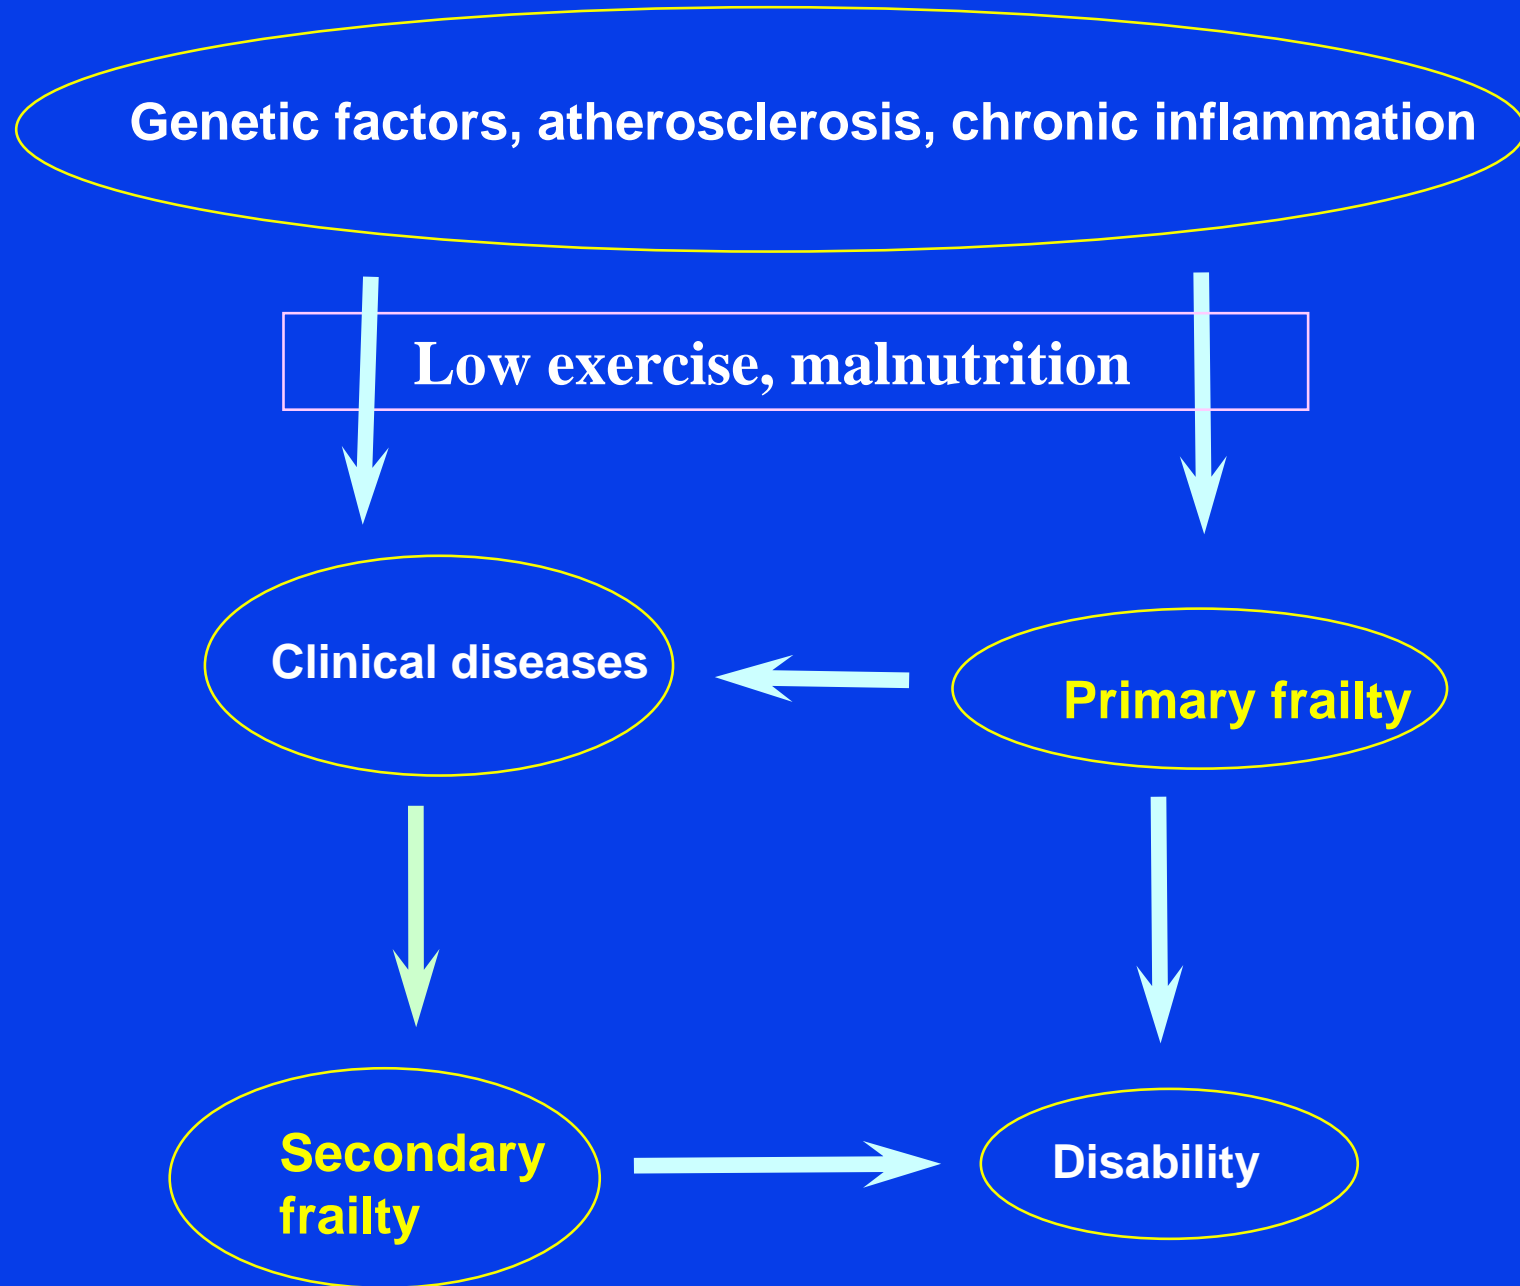 Genetic factors, atherosclerosis, chronic inflammation
Low exercise, malnutrition
Clinical diseases
Primary frailty
Secondary
frailty
Disability